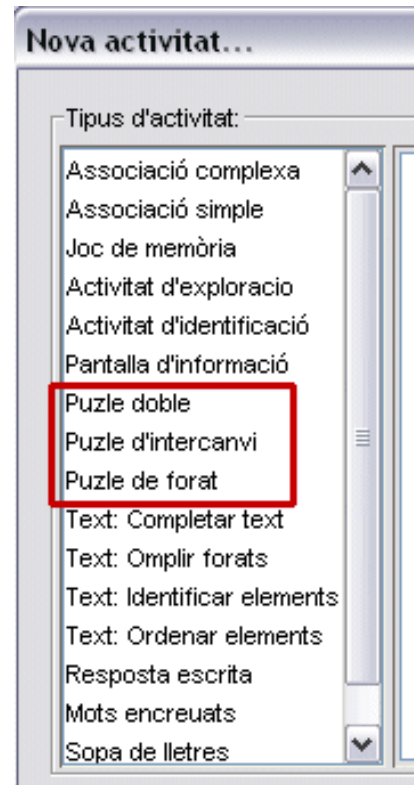 Nova activitat...
Tipus d'activitat:
Associació complexa
Associació simple
Joc de memòria
Activitat d'exploracio
Activitat d'identificació
Pantalla d'informació
Puzle doble
Puzle d'intercanvi
Puzle de forat
Text: Completar text
Text: Omplir forats
Text: Identificar elements
Text: Ordenar elements
Resposta escrita
Mots encreuats
Sopa de lletres